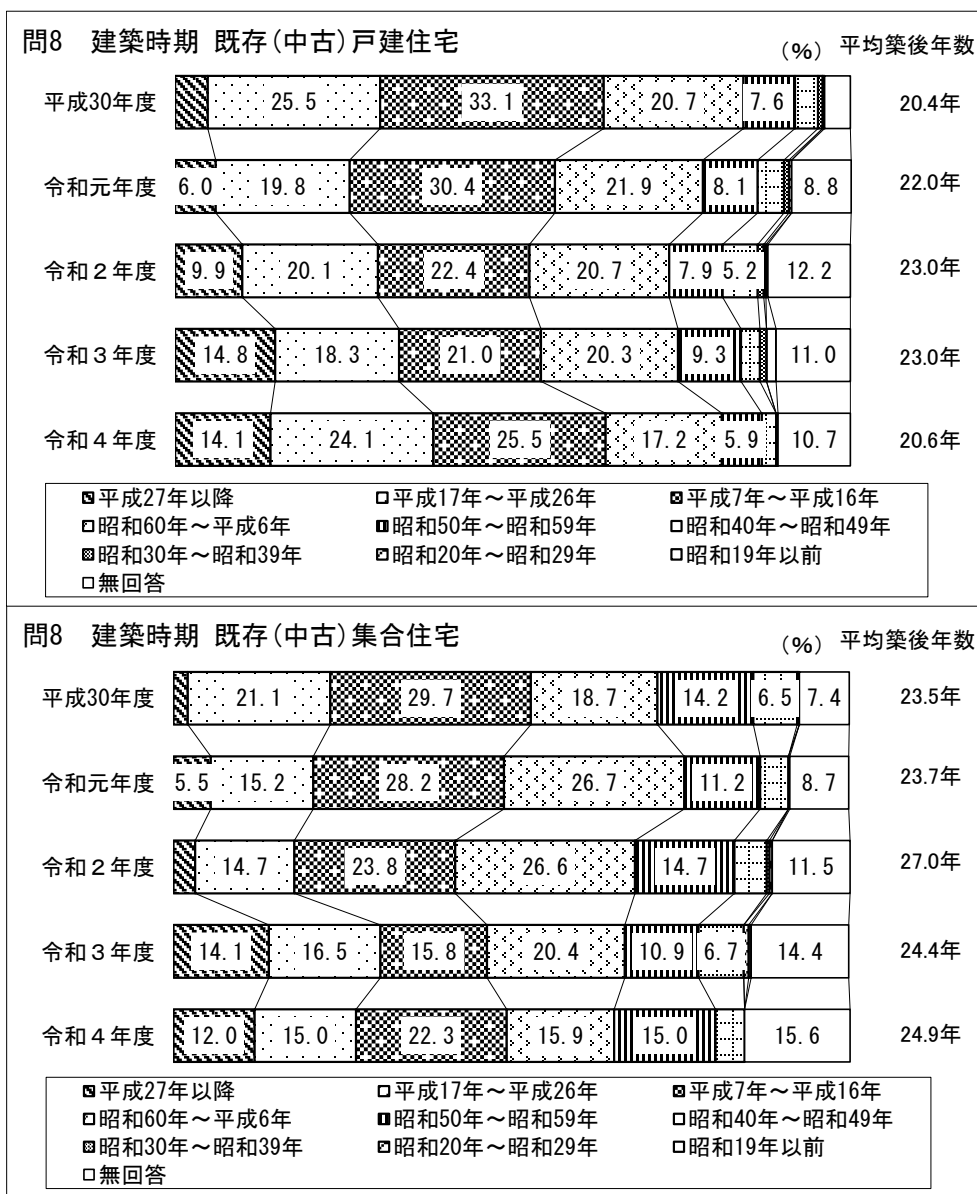 問8 建築時期 既存(中古)戸建住宅 (%) 平均築後年数
平成30年度 25.5 33.1 20.7 7.6 20.4年
令和元年度 6.0 19.8 30.4 21.9 8.1 8.8 22.0年
令和2年度 9.9 20.1 22.4 20.7 7.9 5.2 12.2 23.0年
令和3年度 14.8 18.3 21.0 20.3 9.3 11.0 23.0年
令和4年度 14.1 24.1 25.5 17.2 5.9 10.7 20.6年
平成27年以降 平成17年~平成26年 平成7年~平成16年
昭和60年~平成6年 昭和50年~昭和59年 昭和40年~昭和49年
昭和30年~昭和39年 昭和20年~昭和29年 昭和19年以前
無回答
問8 建築時期 既存(中古)集合住宅 (%) 平均築後年数
平成30年度 21.1 29.7 18.7 14.2 6.5 7.4 23.5年
令和元年度 5.5 15.2 28.2 26.7 11.2 8.7 23.7年
令和2年度 14.7 23.8 26.6 14.7 11.5 27.0年
令和3年度 14.1 16.5 15.8 20.4 10.9 6.7 14.4 24.4年
令和4年度 12.0 15.0 22.3 15.9 15.0 15.6 24.9年
平成27年以降 平成17年~平成26年 平成7年~平成16年
昭和60年~平成6年 昭和50年~昭和59年 昭和40年~昭和49年
昭和30年~昭和39年 昭和20年~昭和29年 昭和19年以前
無回答